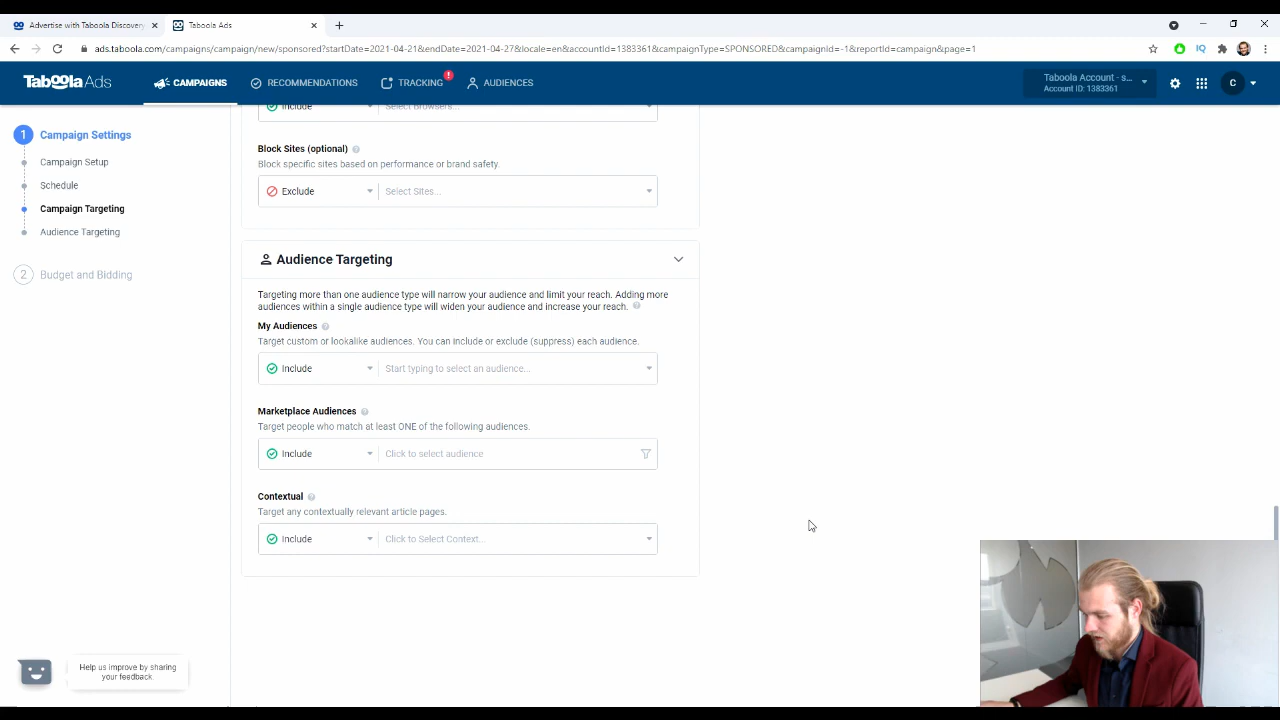 Advertise with Taboola Discovery
Taboola Ads
ads.taboola.com/campaigns/campaign/new/sponsored?startDate=2021-04-21&endDate=2021-04-27&locale=en&accountId=1383361&campaignType=SPONSORED&campaignId=-1&reportId=campaign&page=1
IQ
Taboola Ads
CAMPAIGNS
RECOMMENDATIONS
TRACKING
!
AUDIENCES
Taboola Account - s...
Account ID: 1383361
C
1 Campaign Settings
Campaign Setup
Schedule
Campaign Targeting
Audience Targeting
2 Budget and Bidding
Include Select Browsers...
Block Sites (optional) ?
Block specific sites based on performance or brand safety.
Exclude Select Sites...
Audience Targeting
Targeting more than one audience type will narrow your audience and limit your reach. Adding more
audiences within a single audience type will widen your audience and increase your reach. ?
My Audiences ?
Target custom or lookalike audiences. You can include or exclude (suppress) each audience.
Include Start typing to select an audience...
Marketplace Audiences ?
Target people who match at least ONE of the following audiences.
Include Click to select audience
Contextual ?
Target any contextually relevant article pages.
Include Click to Select Context...
Help us improve by sharing
your feedback.